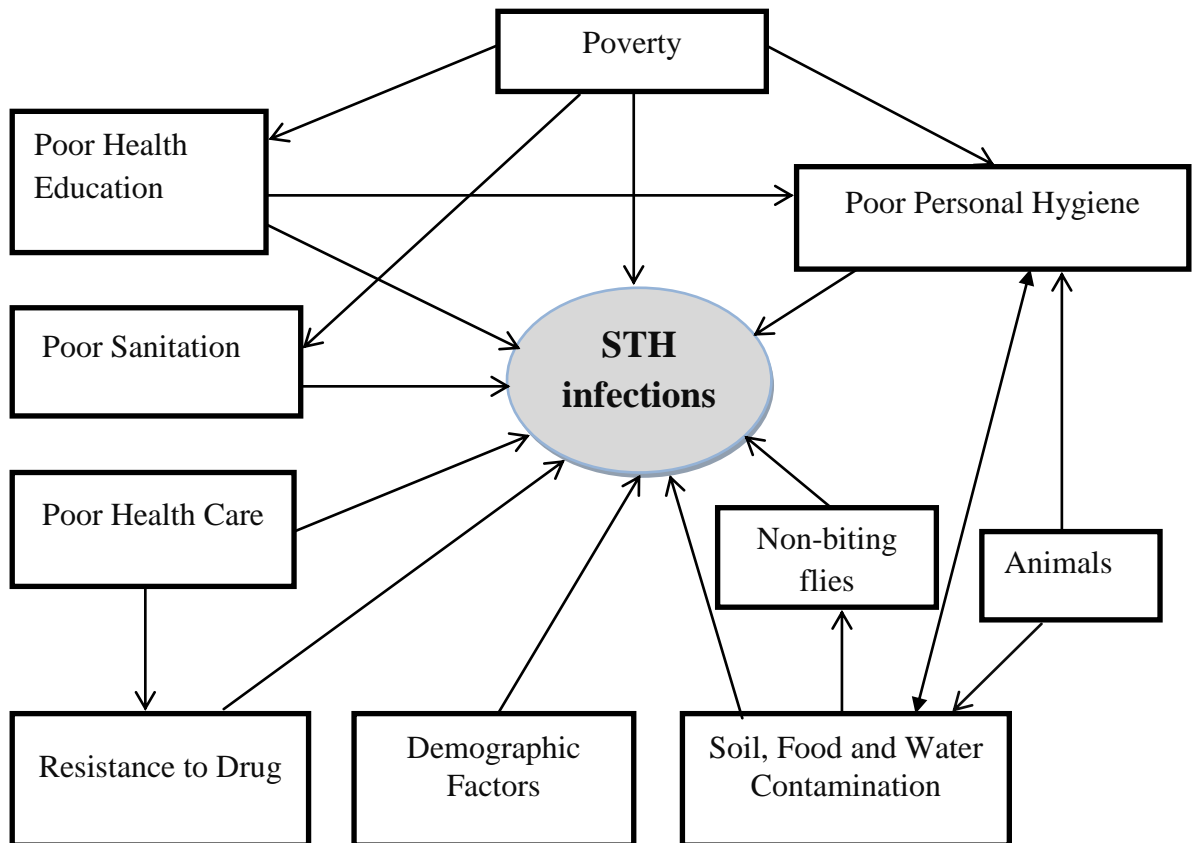 Poverty
Poor Health
Education
Poor Personal Hygiene
Poor Sanitation
STH
infections
Poor Health Care
Non-biting
flies
Animals
Resistance to Drug
Demographic
Factors
Soil, Food and Water
Contamination